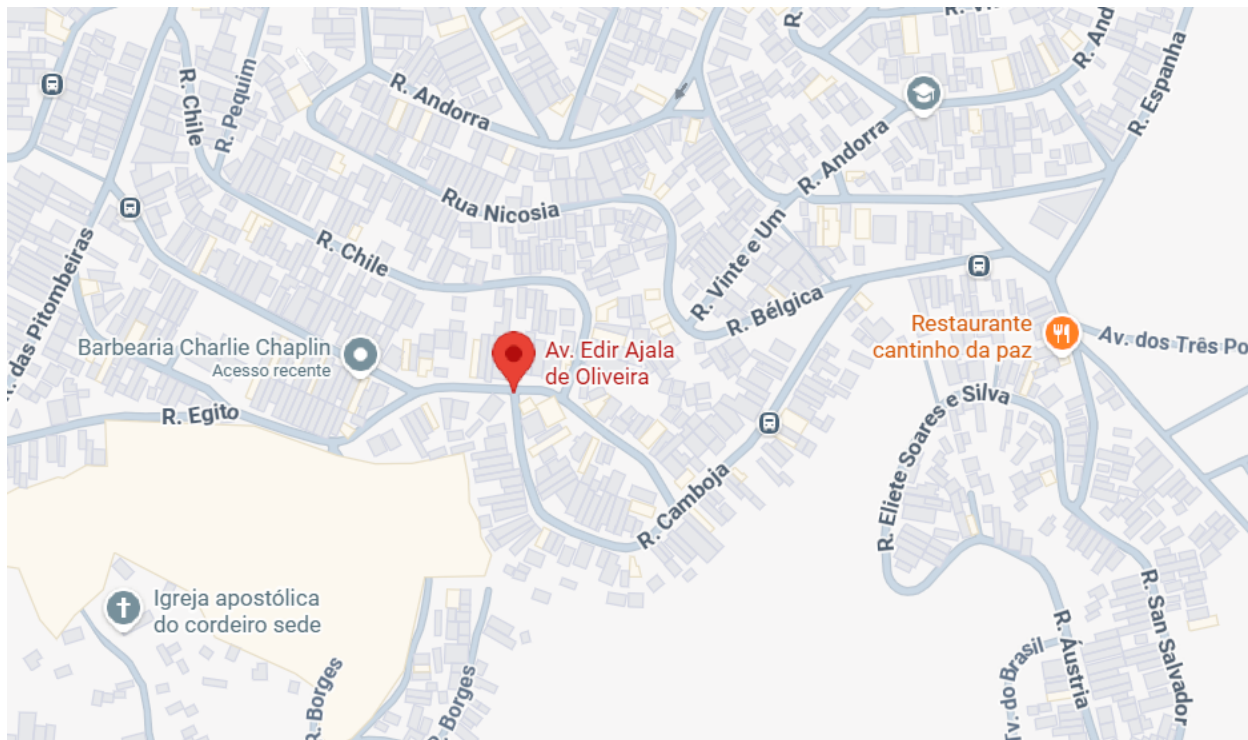 R. Chile
R. Pequim
R. Andorra
R. Espanha
R. Andorra
Rua Nicosia
R. Vinte e Um
R. Chile
R. Bélgica
das Pitombeiras
Restaurante
cantinho da paz
Av. dos Três Po
Barbearia Charlie Chaplin
Acesso recente
Av. Edir Ajala
de Oliveira
R. Egito
R. Eliete Soares e Silva
R. Camboja
Igreja apostólica
do cordeiro sede
R. Borges
R. Borges
Av. do Brasil
R. Áustria
R. San Salvador